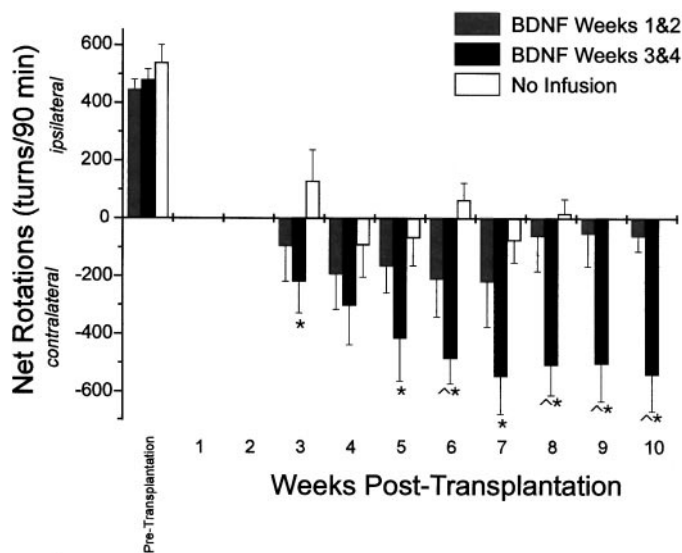 BDNF Weeks 1&2
BDNF Weeks 3&4
No Infusion
Net Rotations (turns/90 min)
ipsilateral
contralateral
600
400
200
0
-200
-400
-600
*
*
^*
*
^*
^*
^*
Pre-Transplantation
1 2 3 4 5 6 7 8 9 10
Weeks Post-Transplantation